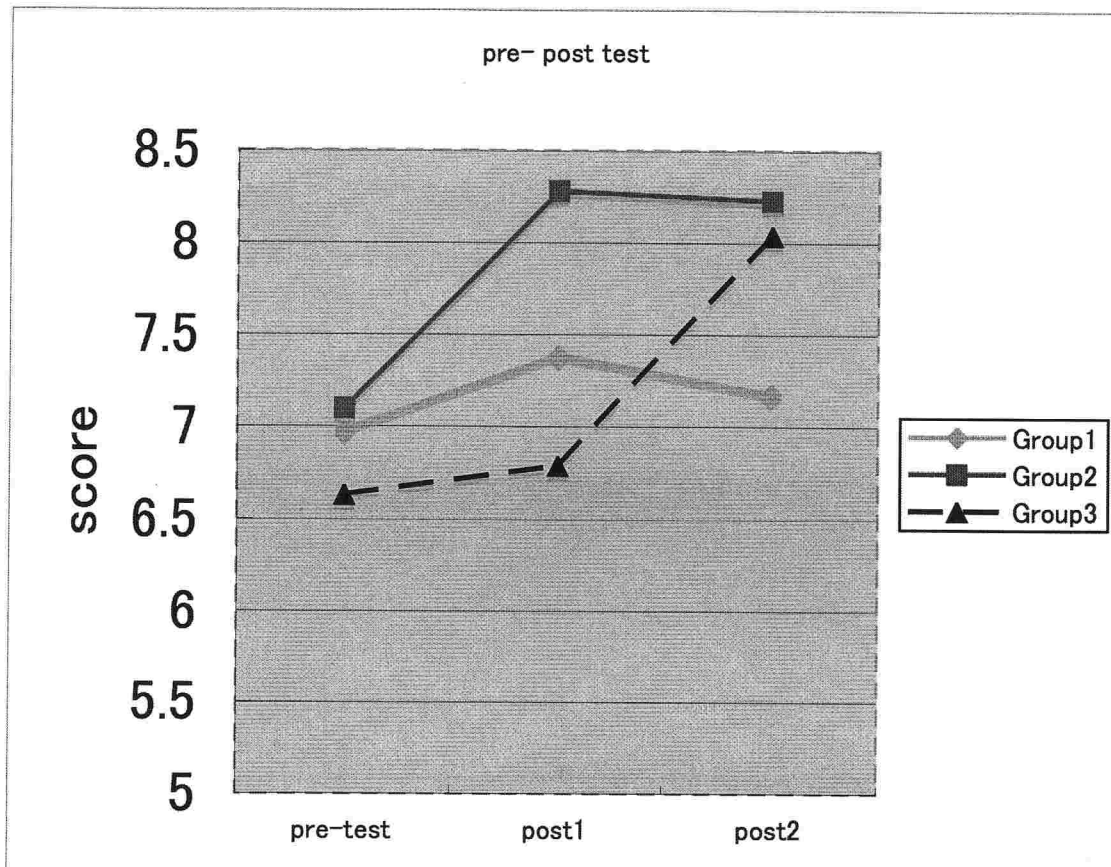 pre- post test
8.5
8
7.5
7
6.5
6
5.5
5
score
pre-test
post1
post2
Group1
Group2
Group3